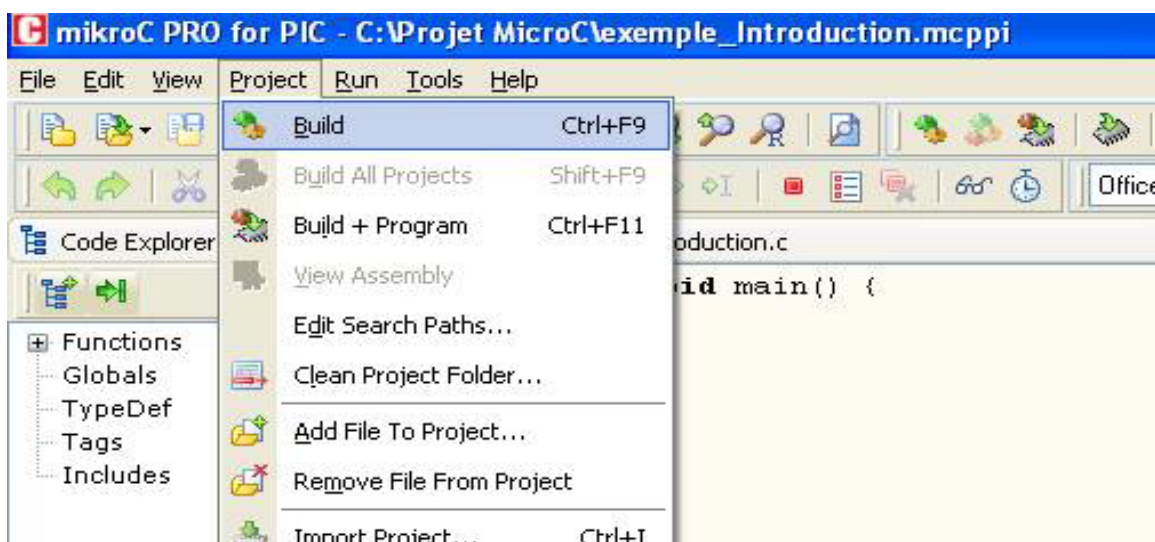 mikroC PRO for PIC - C:\Projet MicroC\exemple_Introduction.mcppi
File Edit View Project Run Tools Help
Build Ctrl+F9
Build All Projects Shift+F9
Office
Code Explorer
Build + Program Ctrl+F11
oduction.c
View Assembly
id main() {
Edit Search Paths...
Functions
Globals
Clean Project Folder...
TypeDef
Add File To Project...
Tags
Includes
Remove File From Project
Import Project... Ctrl+I